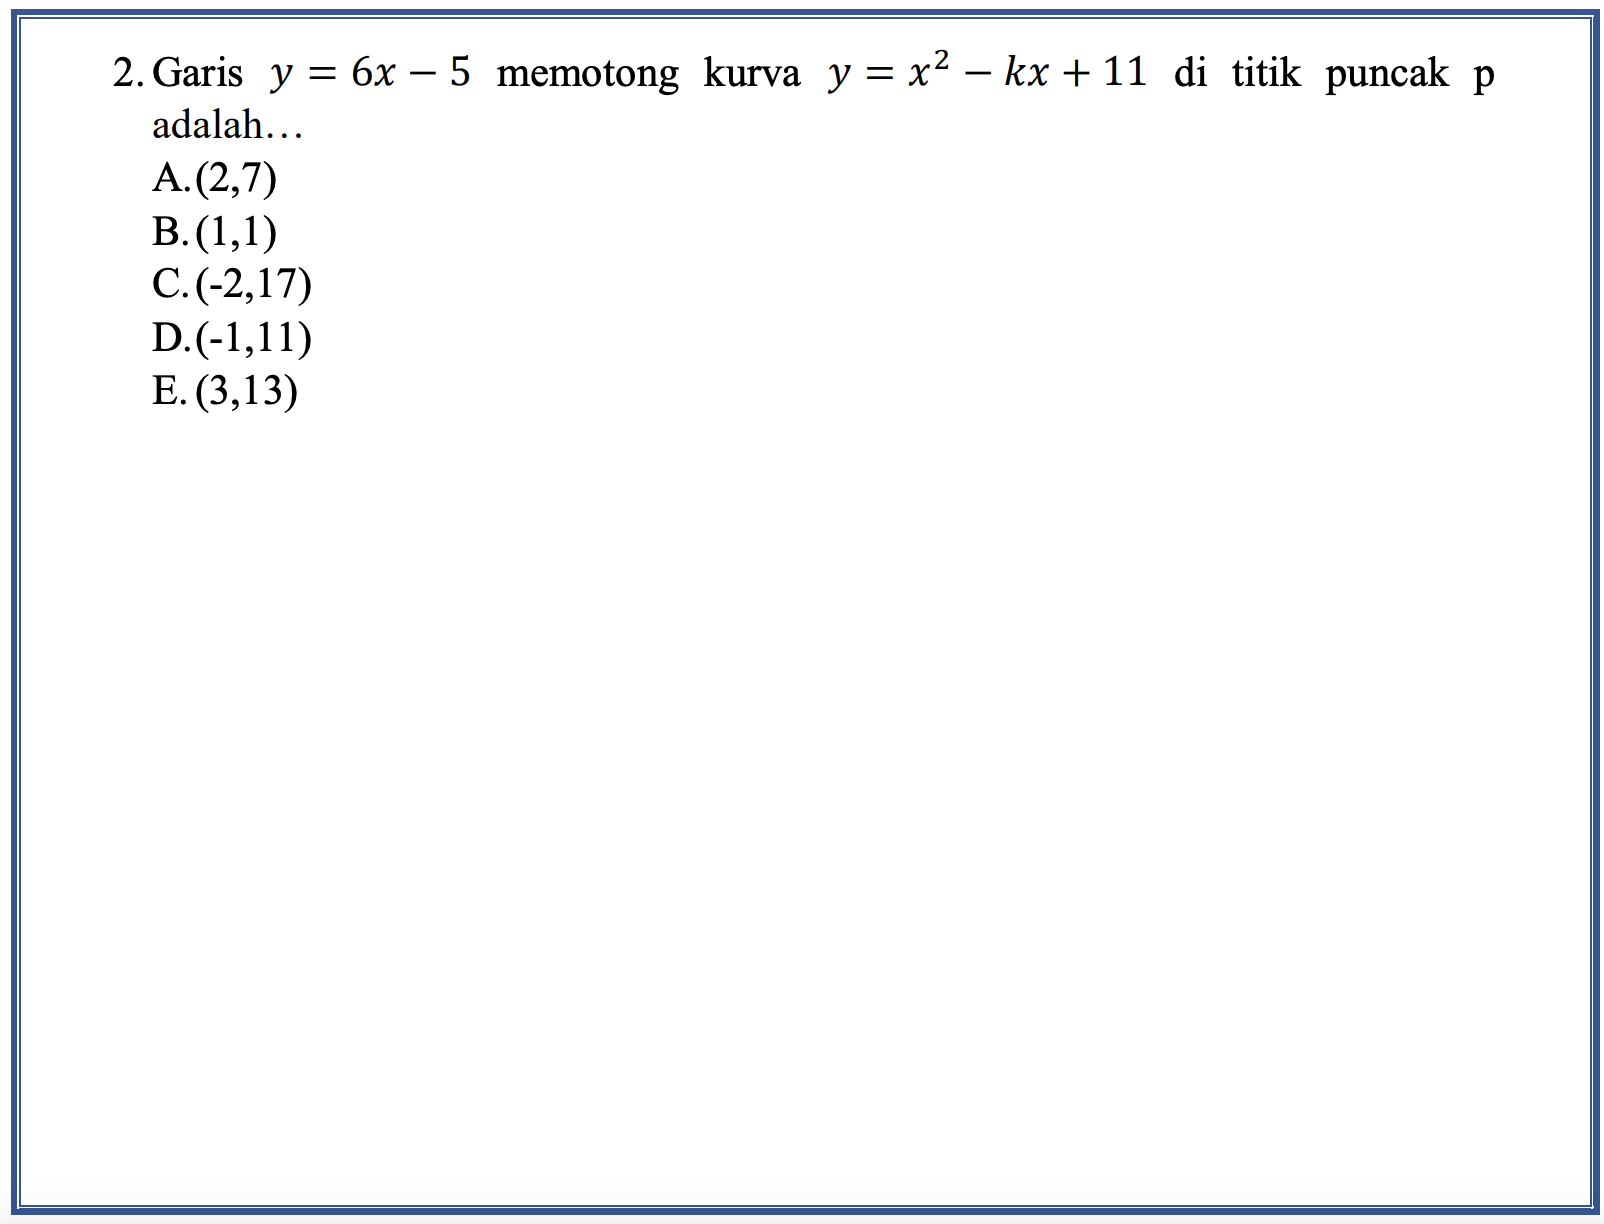 2. Garis y = 6x − 5 memotong kurva y = x² − kx + 11 di titik puncak p
adalah…
A.(2,7)
B.(1,1)
C.(-2,17)
D.(-1,11)
E.(3,13)